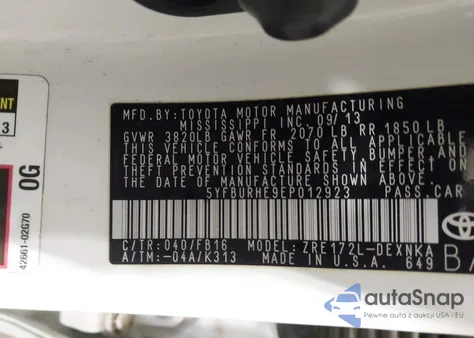 MFD.BY:TOYOTA MOTOR MANUFACTURING
MISSISSIPPI INC. 09/13
GVWR 3820LB GAWR FR 2070 LB RR 1850 LB
THIS VEHICLE CONFORMS TO ALL APPLICABLE
FEDERAL MOTOR VEHICLE SAFETY, BUMPER, AND
THEFT PREVENTION STANDARDS IN EFFECT ON
THE DATE OF MANUFACTURE SHOWN ABOVE.
5YFBURHE9EP012923 PASS.CAR
C/TR:040/FB16 MODEL:ZRE172L-DEXNKA
A/TM:-04A/K313 MADE IN U.S.A. 649
TOYOTA
0G
42661-02G70
autoSnap
Pewne auta z ubezpieczalni USA i EU